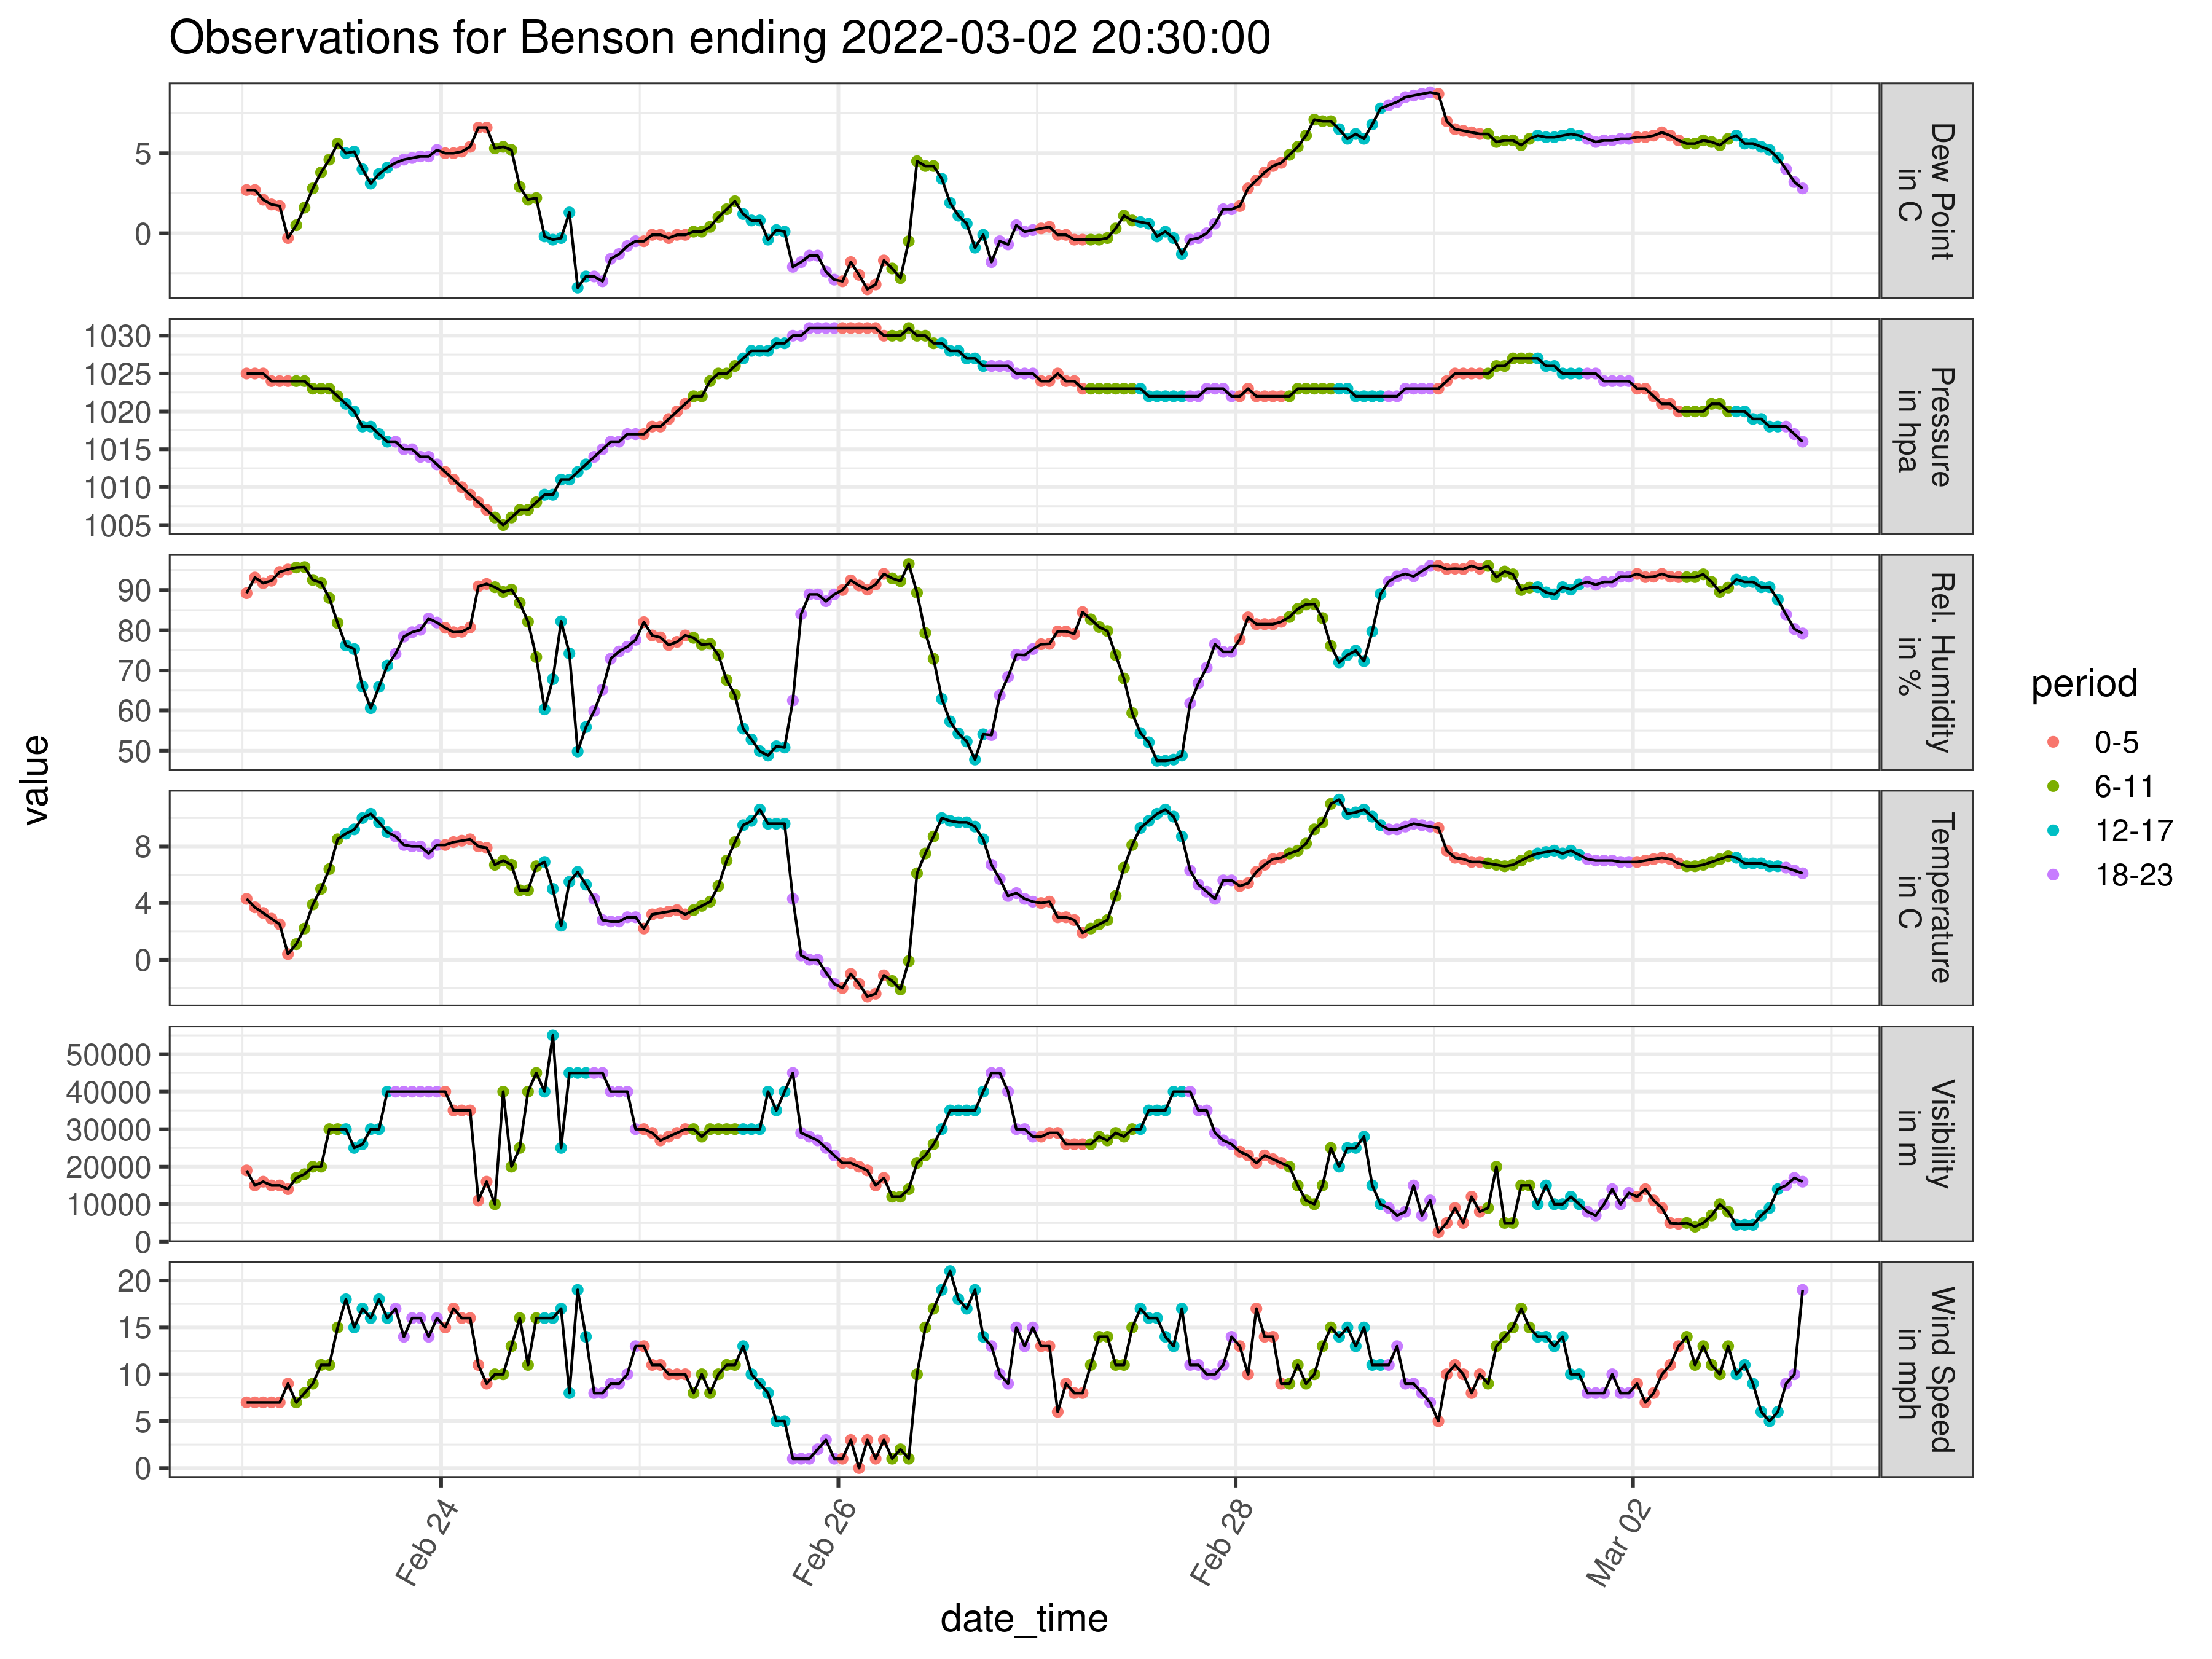 Observations for Benson ending 2022-03-02 20:30:00
value
5
0
Dew Point
in C
1030
1025
1020
1015
1010
1005
Pressure
in hpa
90
80
70
60
50
Rel. Humidity
in %
8
4
0
Temperature
in C
50000
40000
30000
20000
10000
0
Visibility
in m
20
15
10
5
0
Wind Speed
in mph
Feb 24
Feb 26
Feb 28
Mar 02
date_time
period
0-5
6-11
12-17
18-23